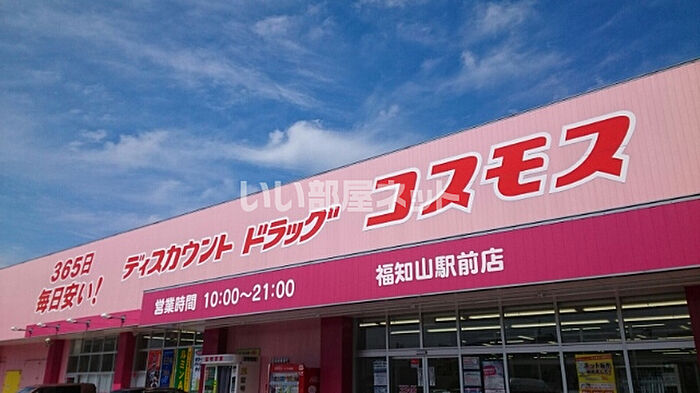 365日
毎日安い!
ディスカウント ドラッグ コスモス
営業時間 10:00〜21:00
福知山駅前店
いい部屋ネット